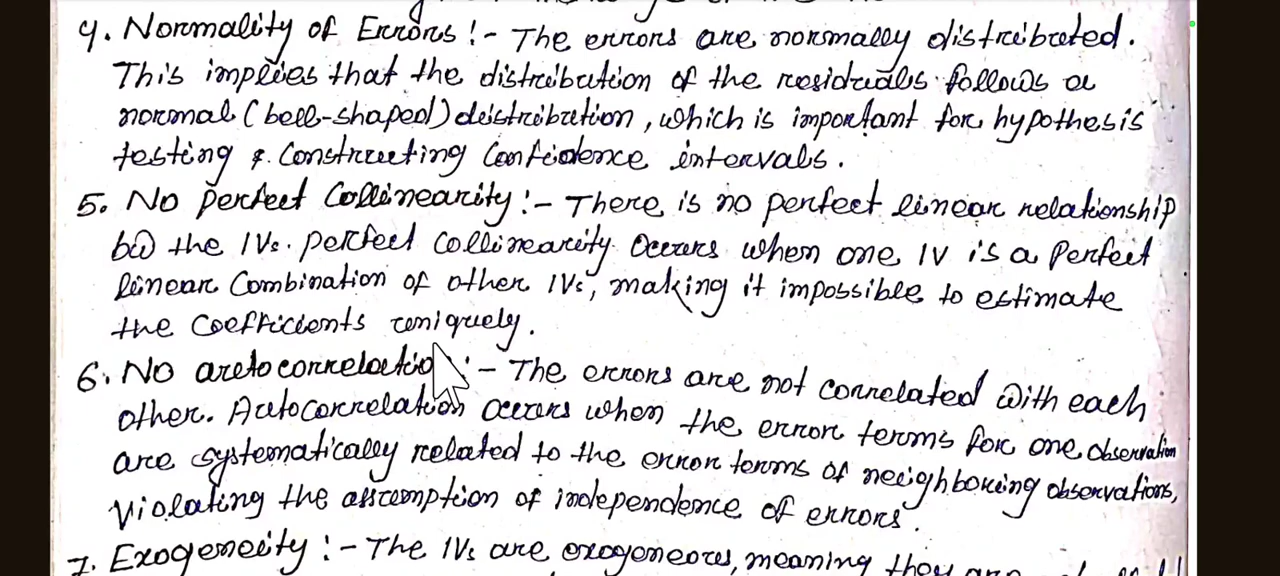 4. Normality of Errors :- The errors are normally distributed.
This implies that the distribution of the residuals follows a
normal (bell-shaped) distribution, which is important for hypothesis
testing & constructing confidence intervals.
5. No perfect Collinearity :- There is no perfect linear relationship
b/w the IVs. perfect collinearity occurs when one IV is a perfect
linear combination of other IVs, making it impossible to estimate
the coefficients uniquely.
6. No autocorrelation :- The errors are not correlated with each
other. Autocorrelation occurs when the error terms for one observation
are systematically related to the error terms of neighboring observations,
violating the assumption of independence of errors.
7. Exogeneity :- The IVs are exogeneous, meaning they are